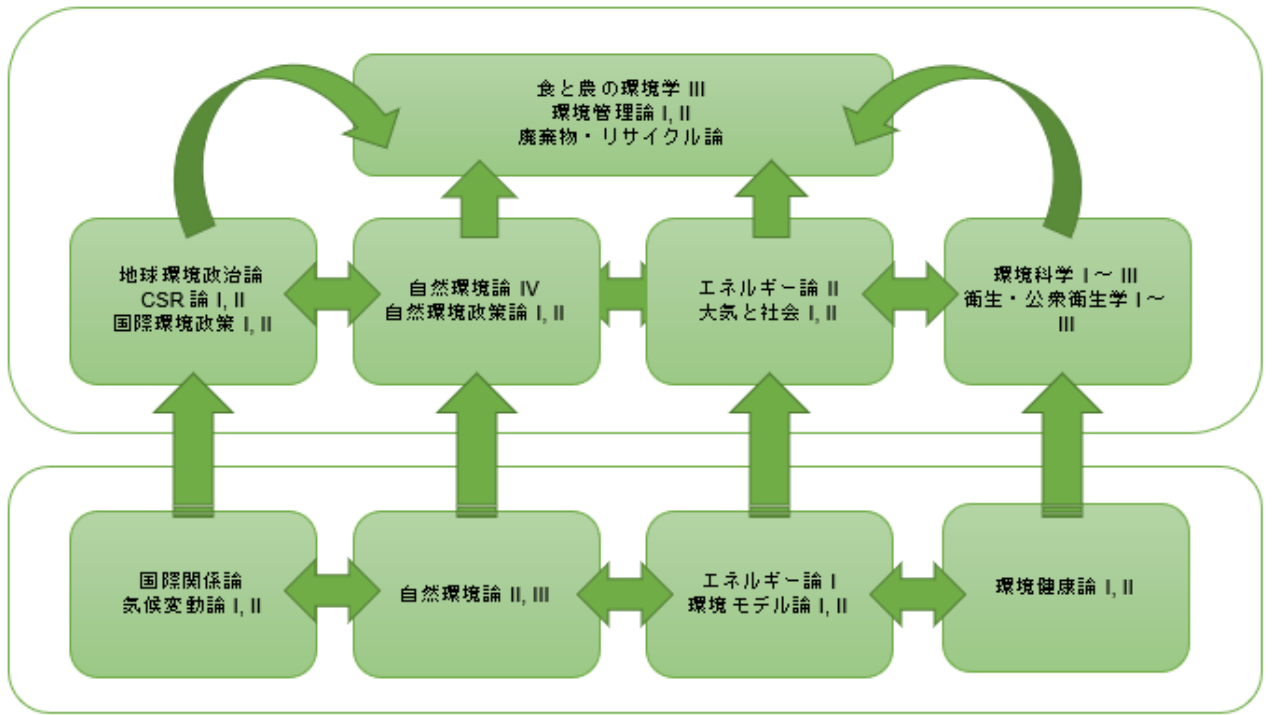 食と農の環境学 III
環境管理論 I, II
廃棄物・リサイクル論
地球環境政治論
CSR 論 I, II
国際環境政策 I, II
自然環境論 IV
自然環境政策論 I, II
エネルギー論 II
大気と社会 I, II
環境科学 I ～ III
衛生・公衆衛生学 I ～
III
国際関係論
気候変動論 I, II
自然環境論 II, III
エネルギー論 I
環境モデル論 I, II
環境健康論 I, II